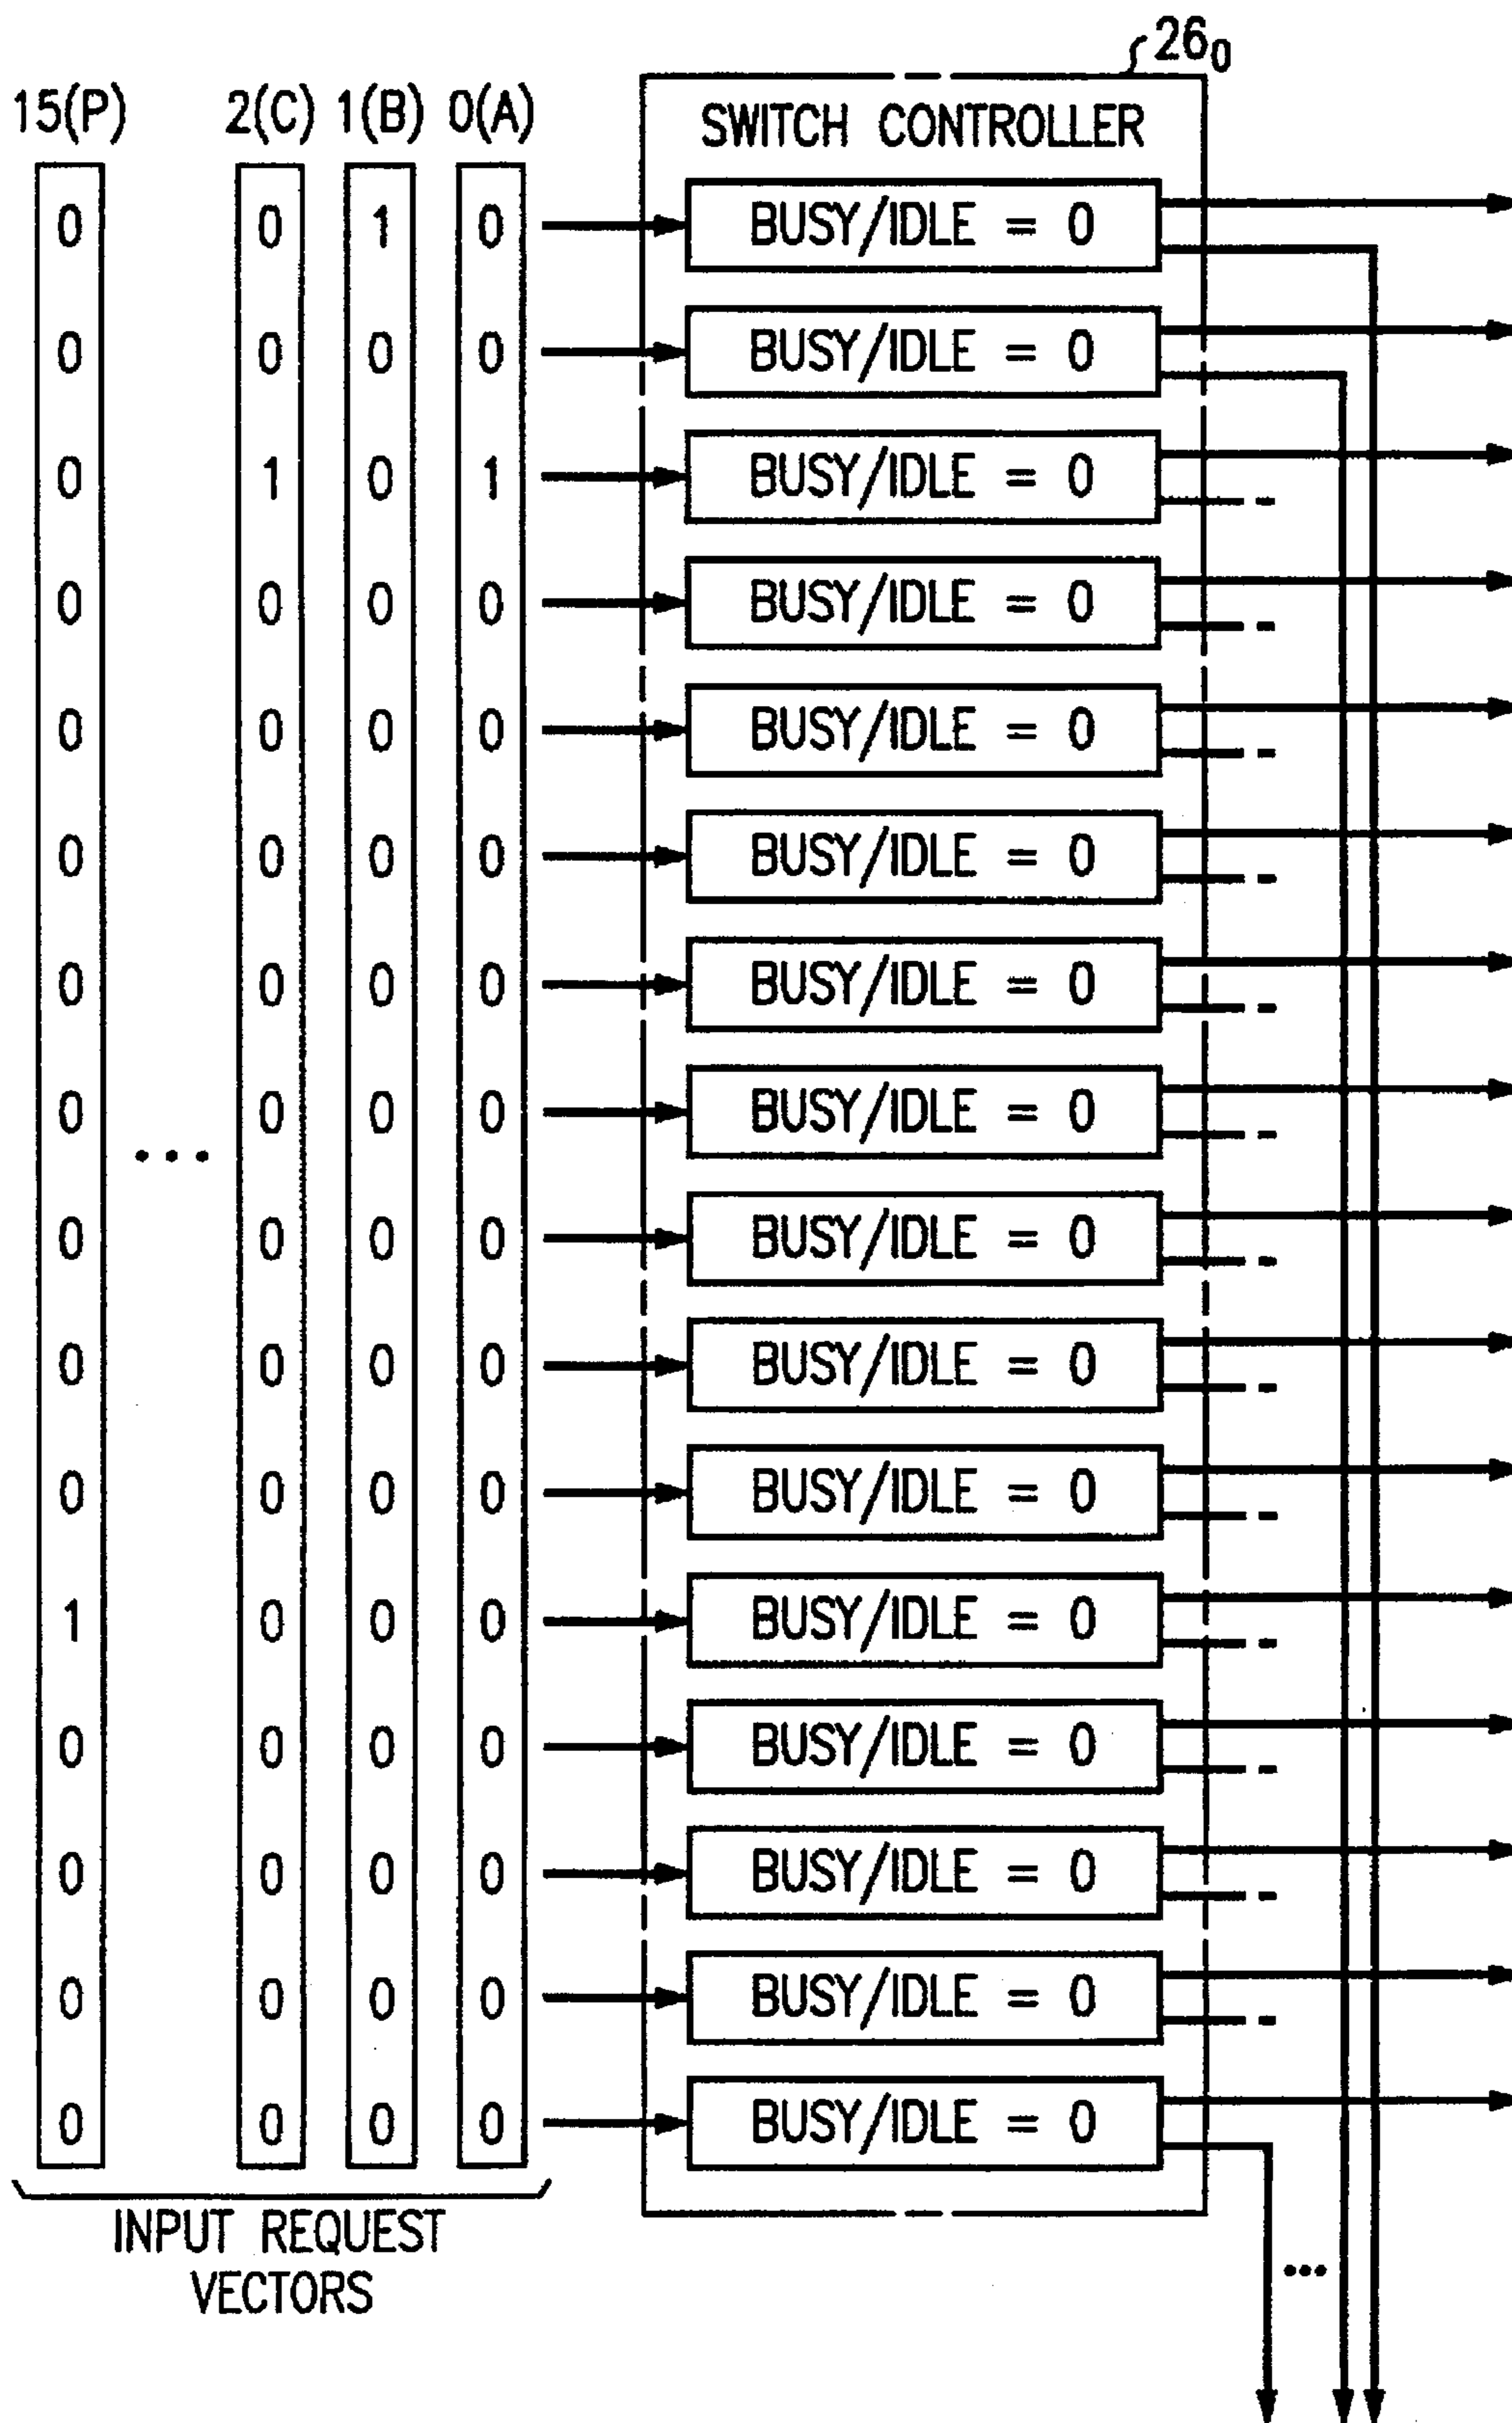 26₀
15(P) 2(C) 1(B) 0(A) SWITCH CONTROLLER
0 0 1 0 BUSY/IDLE = 0
0 0 0 0 BUSY/IDLE = 0
0 1 0 1 BUSY/IDLE = 0
0 0 0 0 BUSY/IDLE = 0
0 0 0 0 BUSY/IDLE = 0
0 0 0 0 BUSY/IDLE = 0
0 0 0 0 BUSY/IDLE = 0
0 0 0 0 BUSY/IDLE = 0
... 
0 0 0 0 BUSY/IDLE = 0
0 0 0 0 BUSY/IDLE = 0
0 0 0 0 BUSY/IDLE = 0
1 0 0 0 BUSY/IDLE = 0
0 0 0 0 BUSY/IDLE = 0
0 0 0 0 BUSY/IDLE = 0
0 0 0 0 BUSY/IDLE = 0
0 0 0 0 BUSY/IDLE = 0
INPUT REQUEST
VECTORS
...